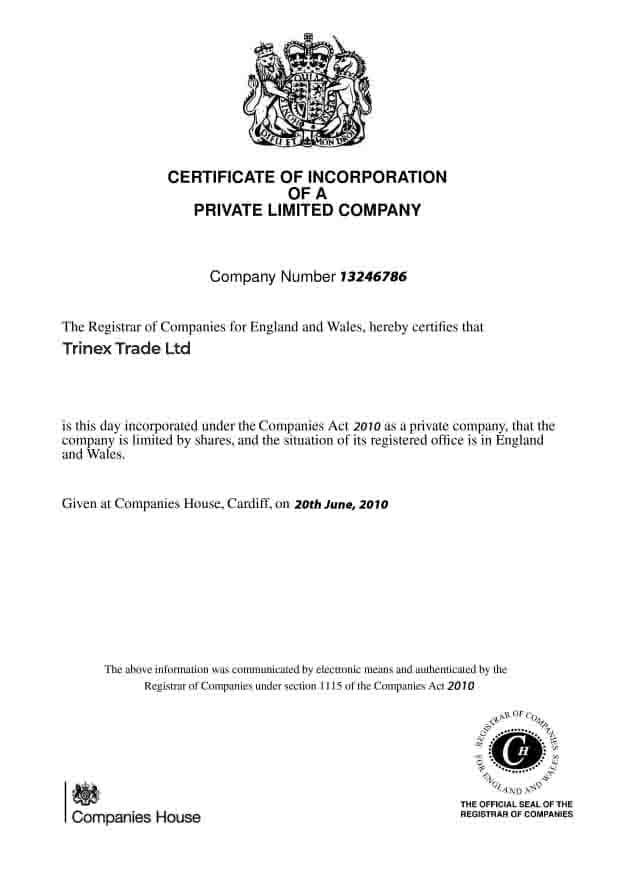 DIEU ET MON DROIT
CERTIFICATE OF INCORPORATION
OF A
PRIVATE LIMITED COMPANY
Company Number 13246786
The Registrar of Companies for England and Wales, hereby certifies that
Trinex Trade Ltd
is this day incorporated under the Companies Act 2010 as a private company, that the
company is limited by shares, and the situation of its registered office is in England
and Wales.
Given at Companies House, Cardiff, on 20th June, 2010
The above information was communicated by electronic means and authenticated by the
Registrar of Companies under section 1115 of the Companies Act 2010
REGISTRAR OF COMPANIES
FOR ENGLAND AND WALES
CH
THE OFFICIAL SEAL OF THE
REGISTRAR OF COMPANIES
Companies House